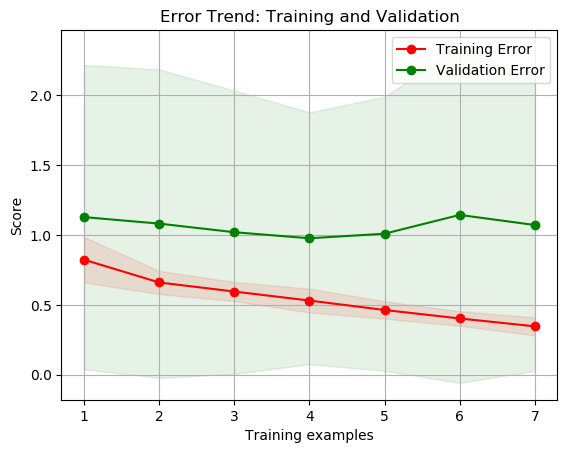 Error Trend: Training and Validation
Training Error
Validation Error
2.0
1.5
1.0
0.5
0.0
Score
1 2 3 4 5 6 7
Training examples